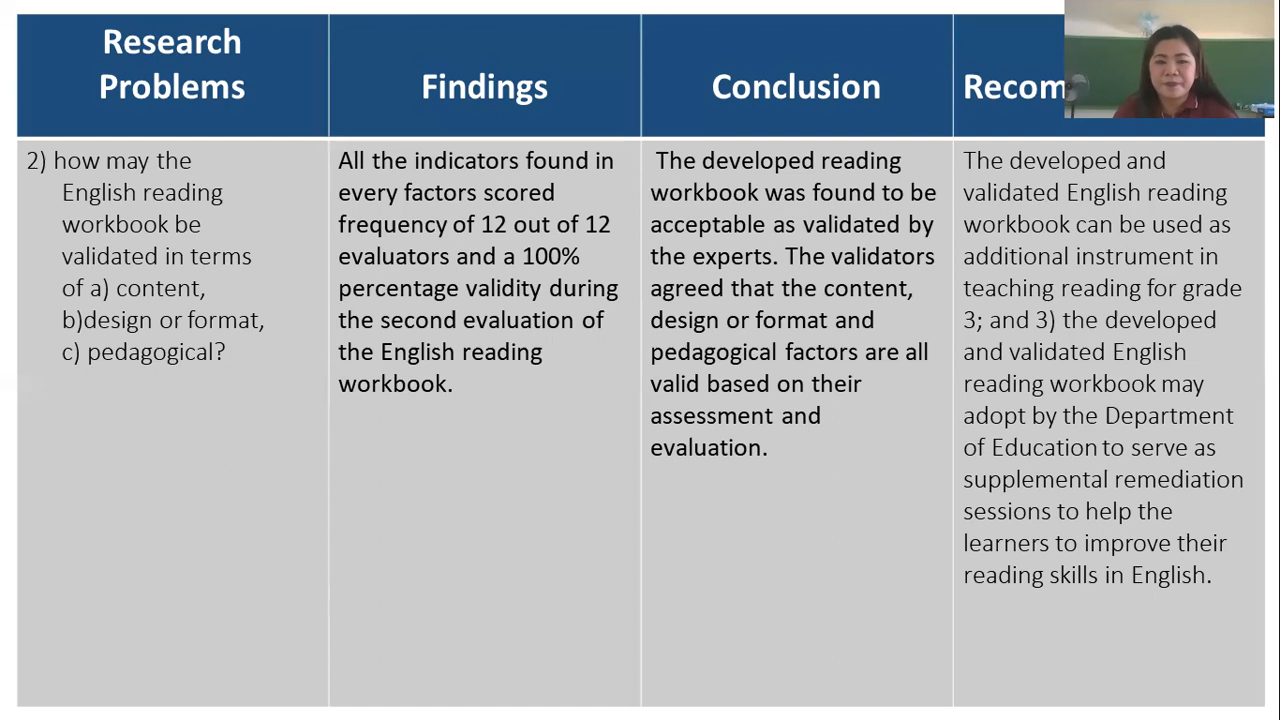 Research
Problems
Findings
Conclusion
Recom
2) how may the
English reading
workbook be
validated in terms
of a) content,
b)design or format,
c) pedagogical?
All the indicators found in
every factors scored
frequency of 12 out of 12
evaluators and a 100%
percentage validity during
the second evaluation of
the English reading
workbook.
The developed reading
workbook was found to be
acceptable as validated by
the experts. The validators
agreed that the content,
design or format and
pedagogical factors are all
valid based on their
assessment and
evaluation.
The developed and
validated English reading
workbook can be used as
additional instrument in
teaching reading for grade
3; and 3) the developed
and validated English
reading workbook may
adopt by the Department
of Education to serve as
supplemental remediation
sessions to help the
learners to improve their
reading skills in English.